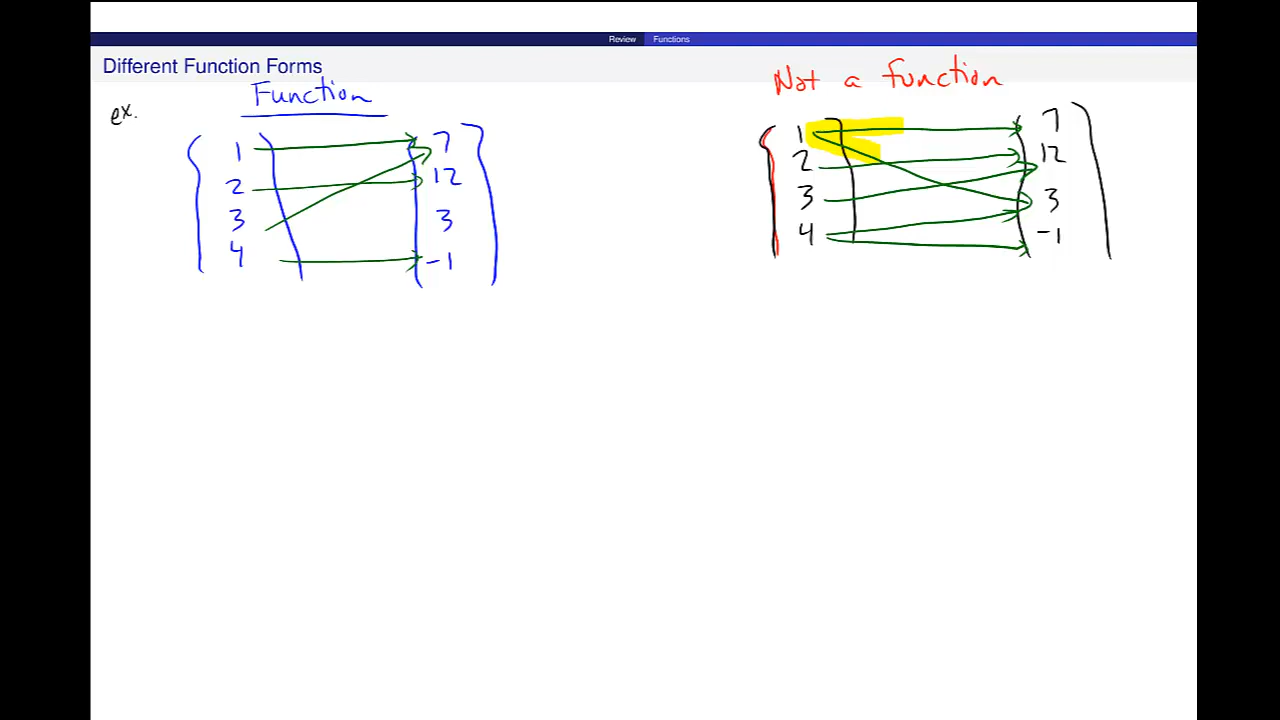 Review Functions
Different Function Forms
ex.
Function
1 7
2 12
3 3
4 -1
Not a function
1 7
2 12
3 3
4 -1